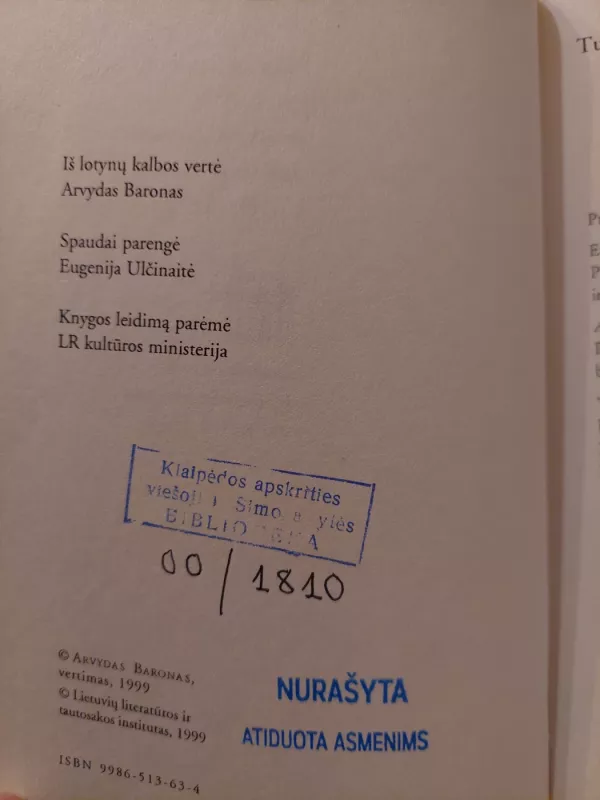 Iš lotynų kalbos vertė
Arvydas Baronas
Spaudai parengė
Eugenija Ulčinaitė
Knygos leidimą parėmė
LR kultūros ministerija
Klaipėdos apskrities
viešoji Simo
00/1810
© ARVYDAS BARONAS,
vertimas, 1999
© Lietuvių literatūros ir
tautosakos institutas, 1999
ISBN 9986-513-63-4
NURAŠYTA
ATIDUOTA ASMENIMS
Tu